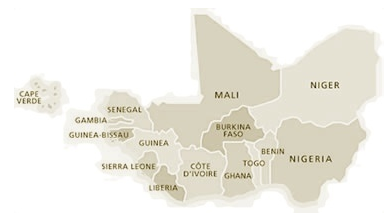 MALI
NIGER
CAPE
VERDE
SENEGAL
GAMBIA
GUINEA-BISSAU
BURKINA
FASO
GUINEA
BENIN
NIGERIA
TOGO
SIERRA LEONE
CÔTE
D'IVOIRE
GHANA
LIBERIA